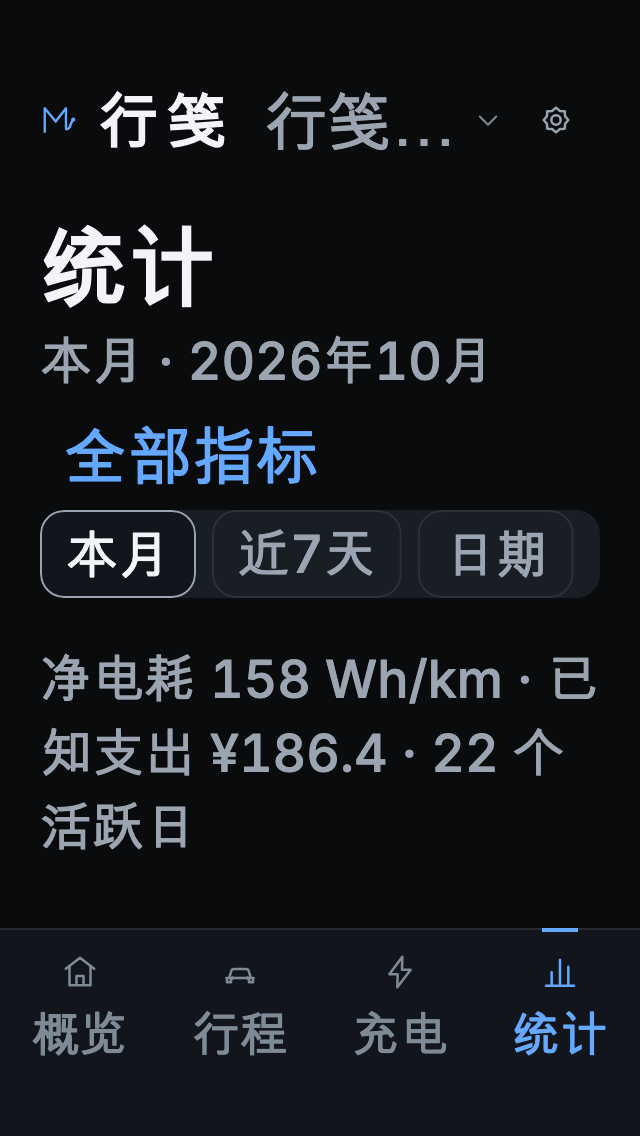 行笺 行笺...
统计
本月 · 2026年10月
全部指标
本月 近7天 日期
净电耗 158 Wh/km · 已
知支出 ¥186.4 · 22 个
活跃日
概览 行程 充电 统计